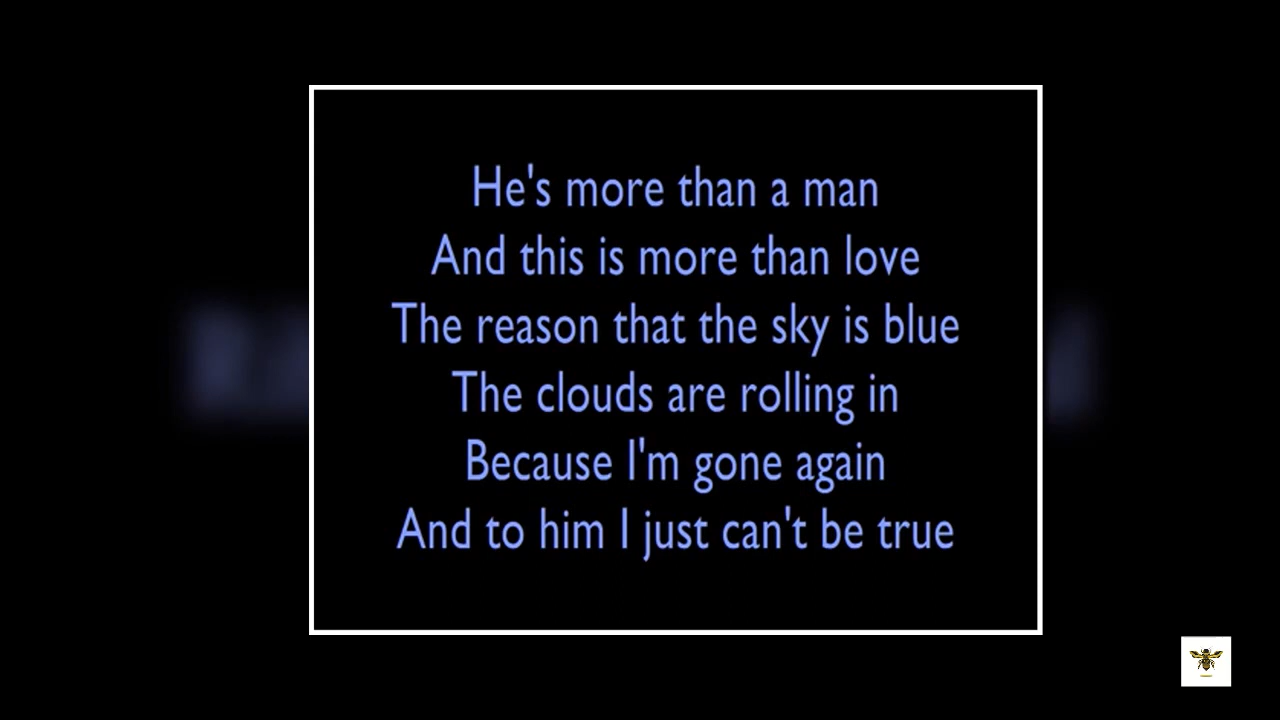 He's more than a man
And this is more than love
The reason that the sky is blue
The clouds are rolling in
Because I'm gone again
And to him I just can't be true